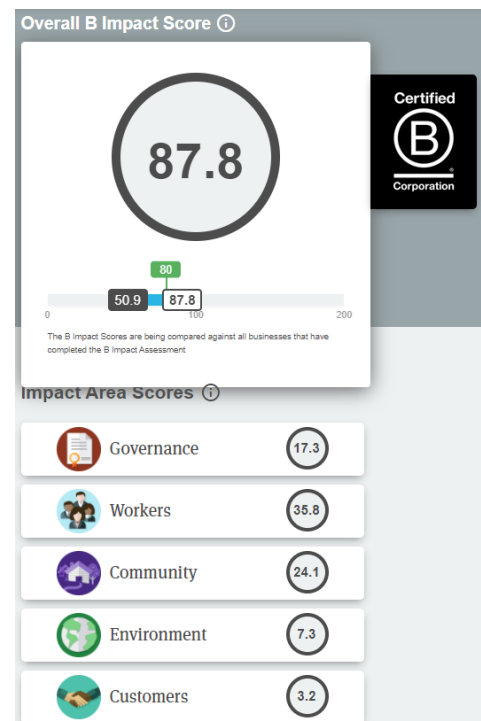 Overall B Impact Score
87.8
Certified
B
Corporation
80
50.9
87.8
0
100
200
The B Impact Scores are being compared against all businesses that have
completed the B Impact Assessment
Impact Area Scores
Governance 17.3
Workers 35.8
Community 24.1
Environment 7.3
Customers 3.2